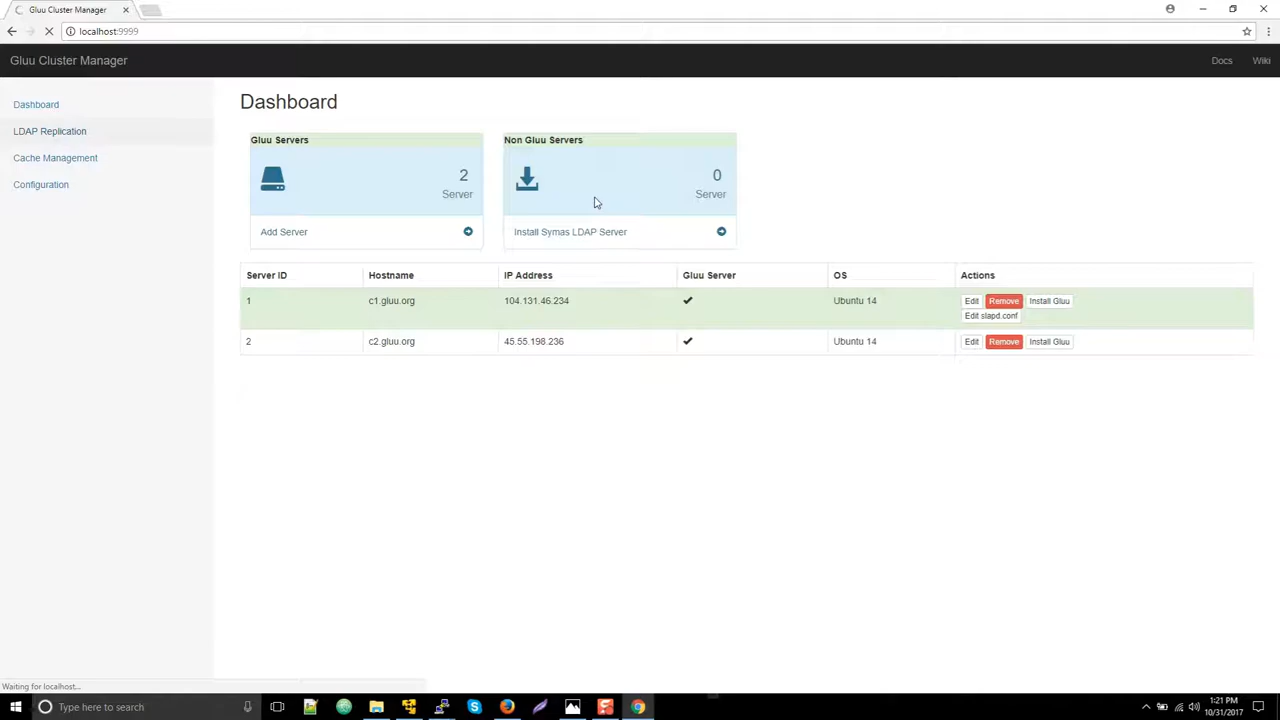 Gluu Cluster Manager
localhost:9999
Gluu Cluster Manager
Docs
Wiki
Dashboard
LDAP Replication
Cache Management
Configuration
Dashboard
Gluu Servers
2
Server
Add Server
Non Gluu Servers
0
Server
Install Symas LDAP Server
Server ID Hostname IP Address Gluu Server OS Actions
1 c1.gluu.org 104.131.46.234 ✔ Ubuntu 14 Edit Remove Install Gluu
Edit slapd.conf
2 c2.gluu.org 45.55.198.236 ✔ Ubuntu 14 Edit Remove Install Gluu
Waiting for localhost...
Type here to search
1:21 PM
10/31/2017